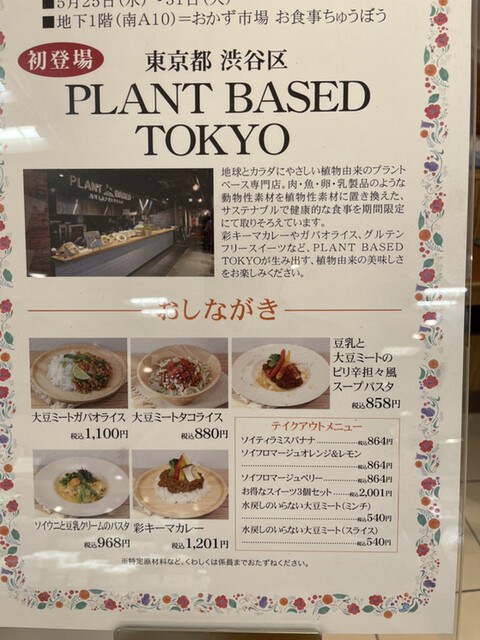 ■5月25日(水)~31日(火)
■地下1階(南A10)=おかず市場 お食事ちゅうぼう
初登場
東京都 渋谷区
PLANT BASED
TOKYO
PLANT BASED
地球とカラダにやさしい植物由来のプラント
ベース専門店。肉・魚・卵・乳製品のような
動物性素材を植物性素材に置き換えた、
サステナブルで健康的な食事を期間限定
にて取りそろえています。
彩キーマカレーやガパオライス、グルテン
フリースイーツなど、PLANT BASED
TOKYOが生み出す、植物由来の美味しさ
をお楽しみください。
おしながき
大豆ミートガパオライス
税込1,100円
大豆ミートタコライス
税込880円
豆乳と
大豆ミートの
ピリ辛担々風
スープパスタ
税込858円
ソイウニと豆乳クリームのパスタ
税込968円
彩キーマカレー
税込1,201円
テイクアウトメニュー
ソイティラミスバナナ 税込864円
ソイフロマージュオレンジ&レモン
税込864円
ソイフロマージュベリー 税込864円
お得なスイーツ3個セット 税込2,001円
水戻しのいらない大豆ミート(ミンチ)
税込540円
水戻しのいらない大豆ミート(スライス)
税込540円
※特定原材料など、くわしくは係員までおたずねください。